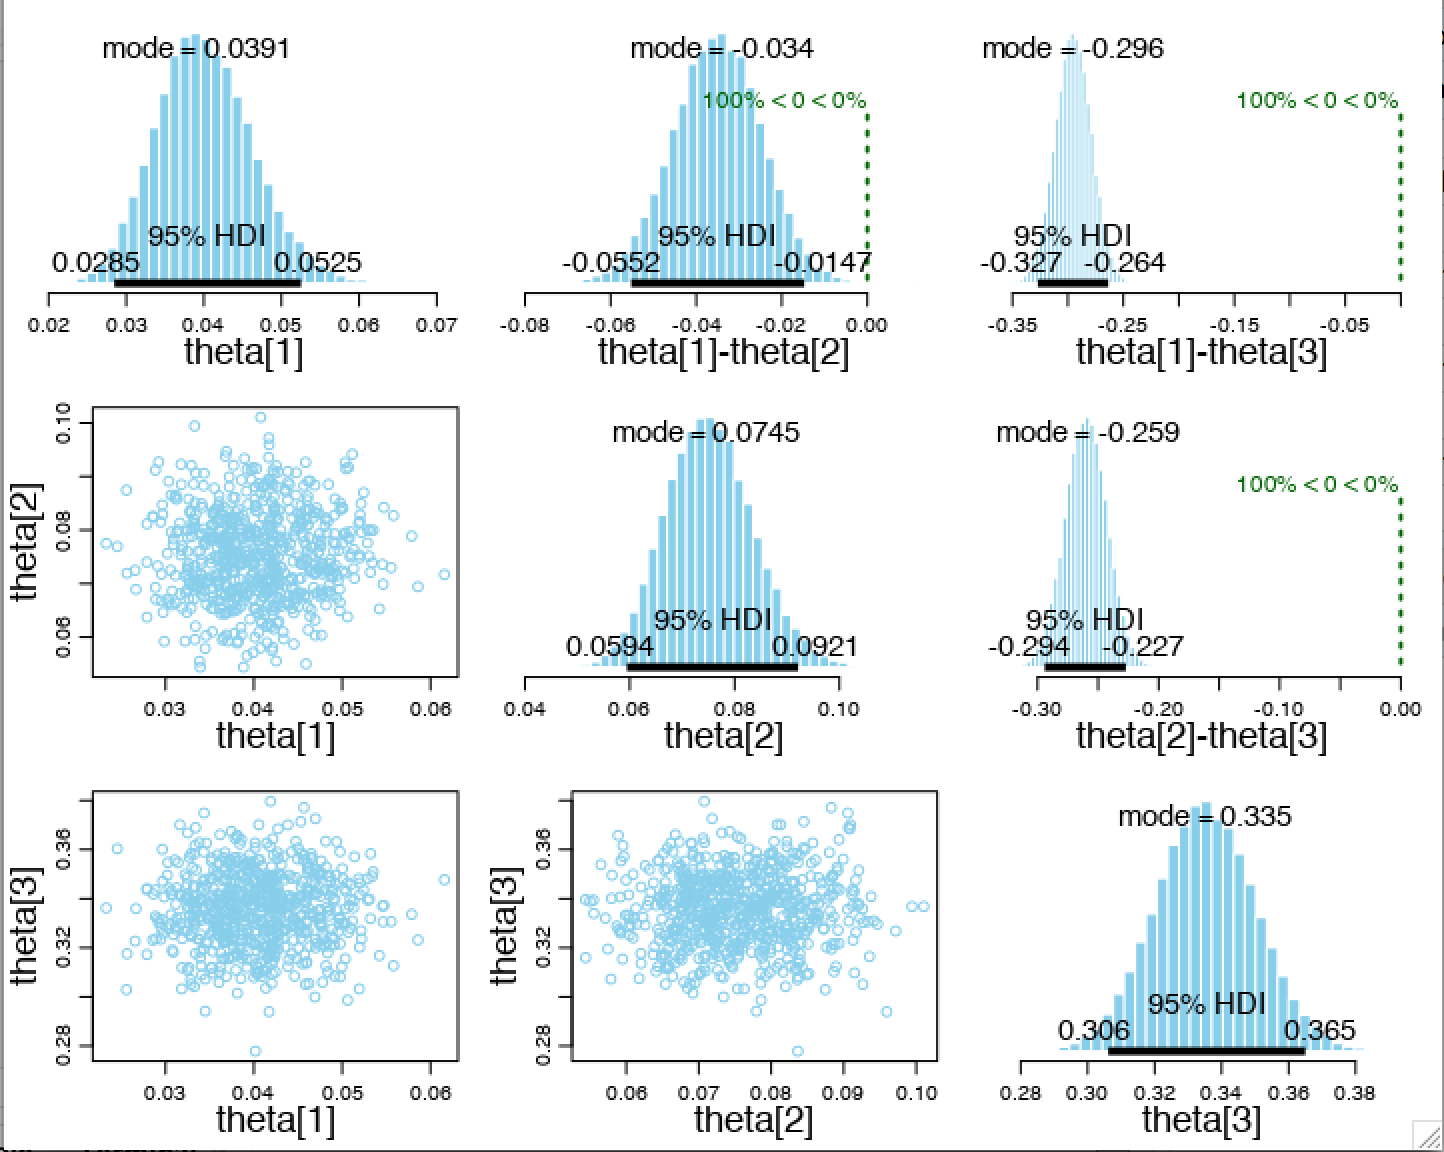 mode = 0.0391
95% HDI
0.0285 0.0525
0.02 0.03 0.04 0.05 0.06 0.07
theta[1]
mode = -0.034
100% < 0 < 0%
95% HDI
-0.0552 -0.0147
-0.08 -0.06 -0.04 -0.02 0.00
theta[1]-theta[2]
mode = -0.296
100% < 0 < 0%
95% HDI
-0.327 -0.264
-0.35 -0.25 -0.15 -0.05
theta[1]-theta[3]
theta[2]
0.10
0.08
0.06
0.03 0.04 0.05 0.06
theta[1]
mode = 0.0745
95% HDI
0.0594 0.0921
0.04 0.06 0.08 0.10
theta[2]
mode = -0.259
100% < 0 < 0%
95% HDI
-0.294 -0.227
-0.30 -0.20 -0.10 0.00
theta[2]-theta[3]
theta[3]
0.36
0.32
0.28
0.03 0.04 0.05 0.06
theta[1]
theta[3]
0.36
0.32
0.28
0.06 0.07 0.08 0.09 0.10
theta[2]
mode = 0.335
95% HDI
0.306 0.365
0.28 0.30 0.32 0.34 0.36 0.38
theta[3]